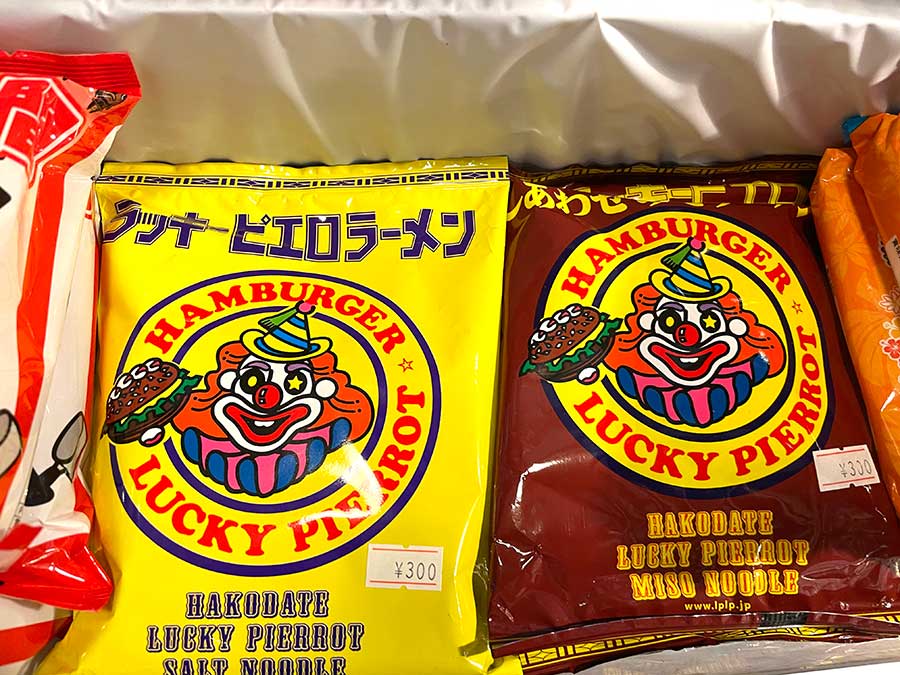 ラッキーピエロラーメン
HAMBURGER
LUCKY PIERROT
¥300
HAKODATE
LUCKY PIERROT
SALT NOODLE
HAMBURGER
LUCKY PIERROT
¥300
HAKODATE
LUCKY PIERROT
MISO NOODLE
www.lplp.jp